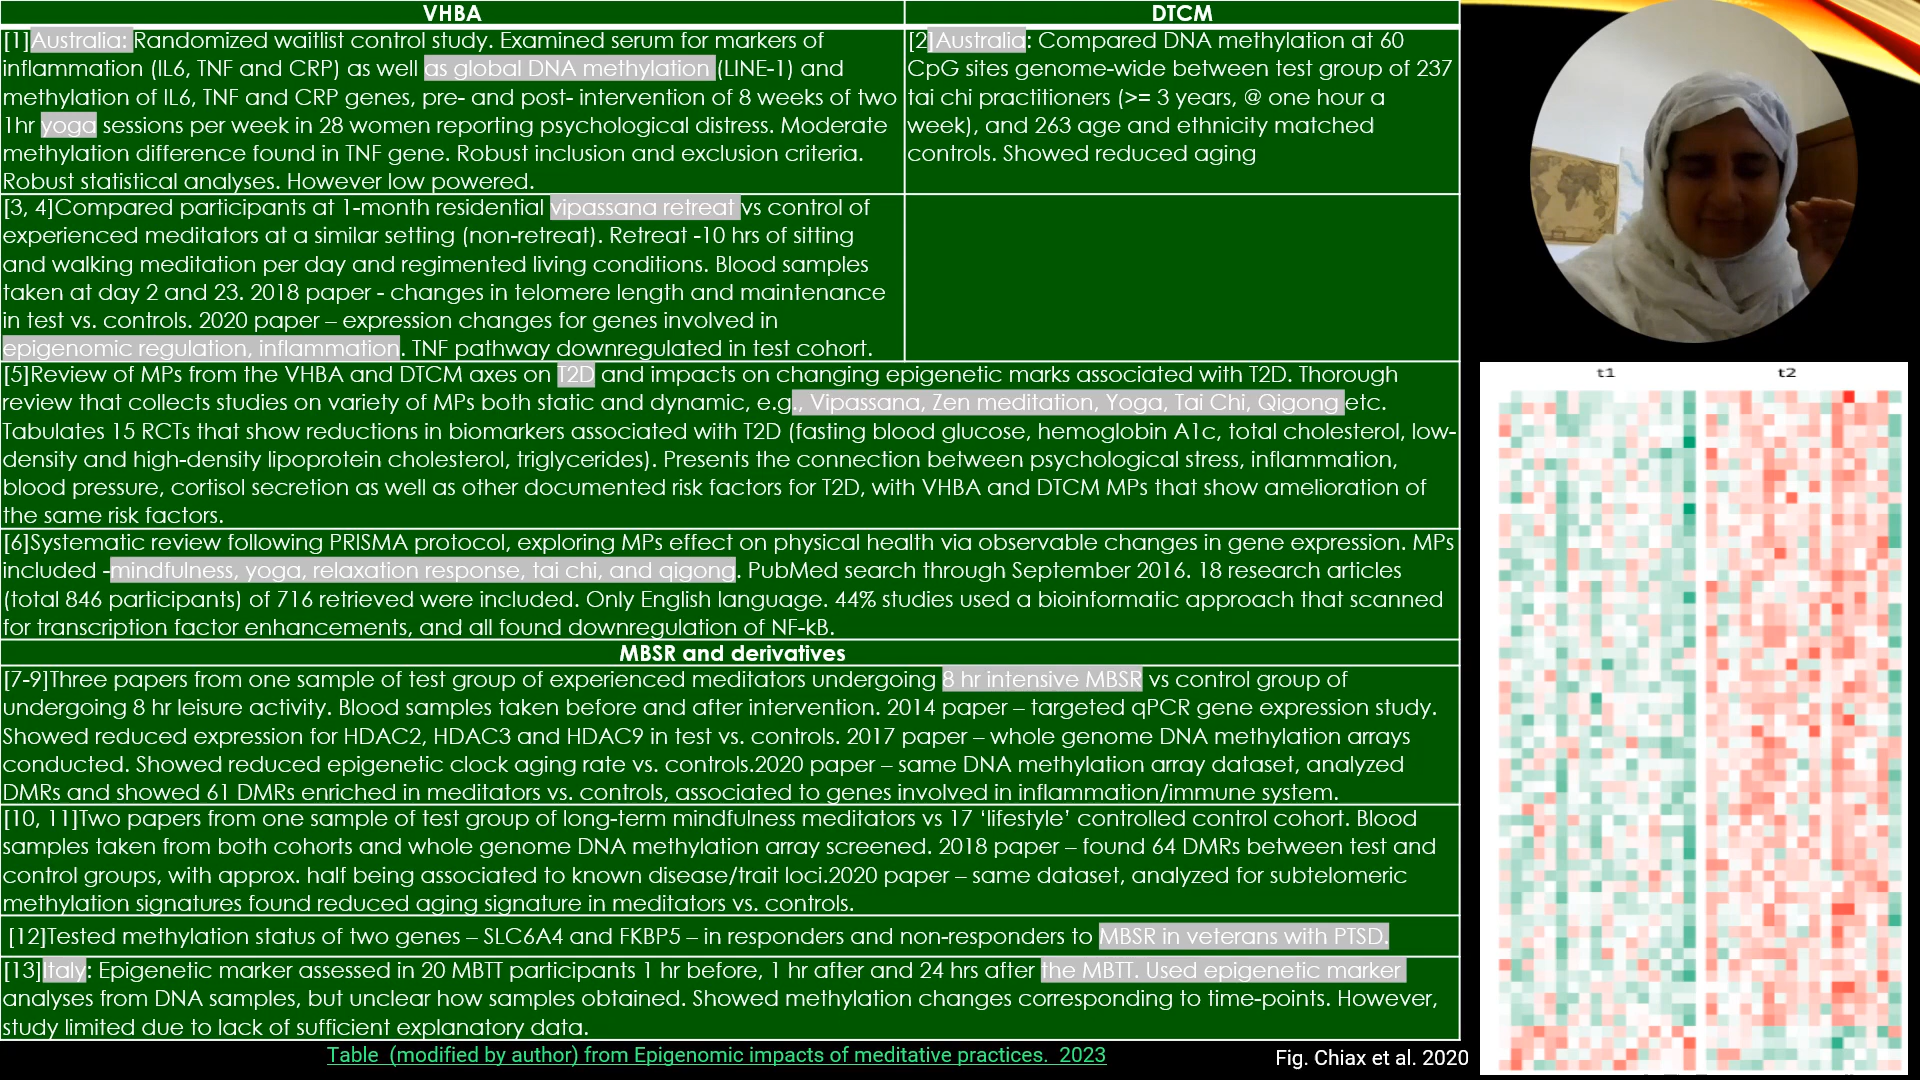 VHBA
DTCM
[1]Australia: Randomized waitlist control study. Examined serum for markers of
inflammation (IL6, TNF and CRP) as well as global DNA methylation (LINE-1) and
methylation of IL6, TNF and CRP genes, pre- and post- intervention of 8 weeks of two
1hr yoga sessions per week in 28 women reporting psychological distress. Moderate
methylation difference found in TNF gene. Robust inclusion and exclusion criteria.
Robust statistical analyses. However low powered.
[2]Australia: Compared DNA methylation at 60
CpG sites genome-wide between test group of 237
tai chi practitioners (>= 3 years, @ one hour a
week), and 263 age and ethnicity matched
controls. Showed reduced aging
[3, 4]Compared participants at 1-month residential vipassana retreat vs control of
experienced meditators at a similar setting (non-retreat). Retreat -10 hrs of sitting
and walking meditation per day and regimented living conditions. Blood samples
taken at day 2 and 23. 2018 paper - changes in telomere length and maintenance
in test vs. controls. 2020 paper – expression changes for genes involved in
epigenomic regulation, inflammation. TNF pathway downregulated in test cohort.
[5]Review of MPs from the VHBA and DTCM axes on T2D and impacts on changing epigenetic marks associated with T2D. Thorough
review that collects studies on variety of MPs both static and dynamic, e.g., Vipassana, Zen meditation, Yoga, Tai Chi, Qigong etc.
Tabulates 15 RCTs that show reductions in biomarkers associated with T2D (fasting blood glucose, hemoglobin A1c, total cholesterol, low-
density and high-density lipoprotein cholesterol, triglycerides). Presents the connection between psychological stress, inflammation,
blood pressure, cortisol secretion as well as other documented risk factors for T2D, with VHBA and DTCM MPs that show amelioration of
the same risk factors.
[6]Systematic review following PRISMA protocol, exploring MPs effect on physical health via observable changes in gene expression. MPs
included -mindfulness, yoga, relaxation response, tai chi, and qigong. PubMed search through September 2016. 18 research articles
(total 846 participants) of 716 retrieved were included. Only English language. 44% studies used a bioinformatic approach that scanned
for transcription factor enhancements, and all found downregulation of NF-kB.
MBSR and derivatives
[7-9]Three papers from one sample of test group of experienced meditators undergoing 8 hr intensive MBSR vs control group of
undergoing 8 hr leisure activity. Blood samples taken before and after intervention. 2014 paper – targeted qPCR gene expression study.
Showed reduced expression for HDAC2, HDAC3 and HDAC9 in test vs. controls. 2017 paper – whole genome DNA methylation arrays
conducted. Showed reduced epigenetic clock aging rate vs. controls.2020 paper – same DNA methylation array dataset, analyzed
DMRs and showed 61 DMRs enriched in meditators vs. controls, associated to genes involved in inflammation/immune system.
[10, 11]Two papers from one sample of test group of long-term mindfulness meditators vs 17 ‘lifestyle’ controlled control cohort. Blood
samples taken from both cohorts and whole genome DNA methylation array screened. 2018 paper – found 64 DMRs between test and
control groups, with approx. half being associated to known disease/trait loci.2020 paper – same dataset, analyzed for subtelomeric
methylation signatures found reduced aging signature in meditators vs. controls.
[12]Tested methylation status of two genes – SLC6A4 and FKBP5 – in responders and non-responders to MBSR in veterans with PTSD.
[13]Italy: Epigenetic marker assessed in 20 MBTT participants 1 hr before, 1 hr after and 24 hrs after the MBTT. Used epigenetic marker
analyses from DNA samples, but unclear how samples obtained. Showed methylation changes corresponding to time-points. However,
study limited due to lack of sufficient explanatory data.
Table (modified by author) from Epigenomic impacts of meditative practices. 2023
t1
t2
Fig. Chiax et al. 2020